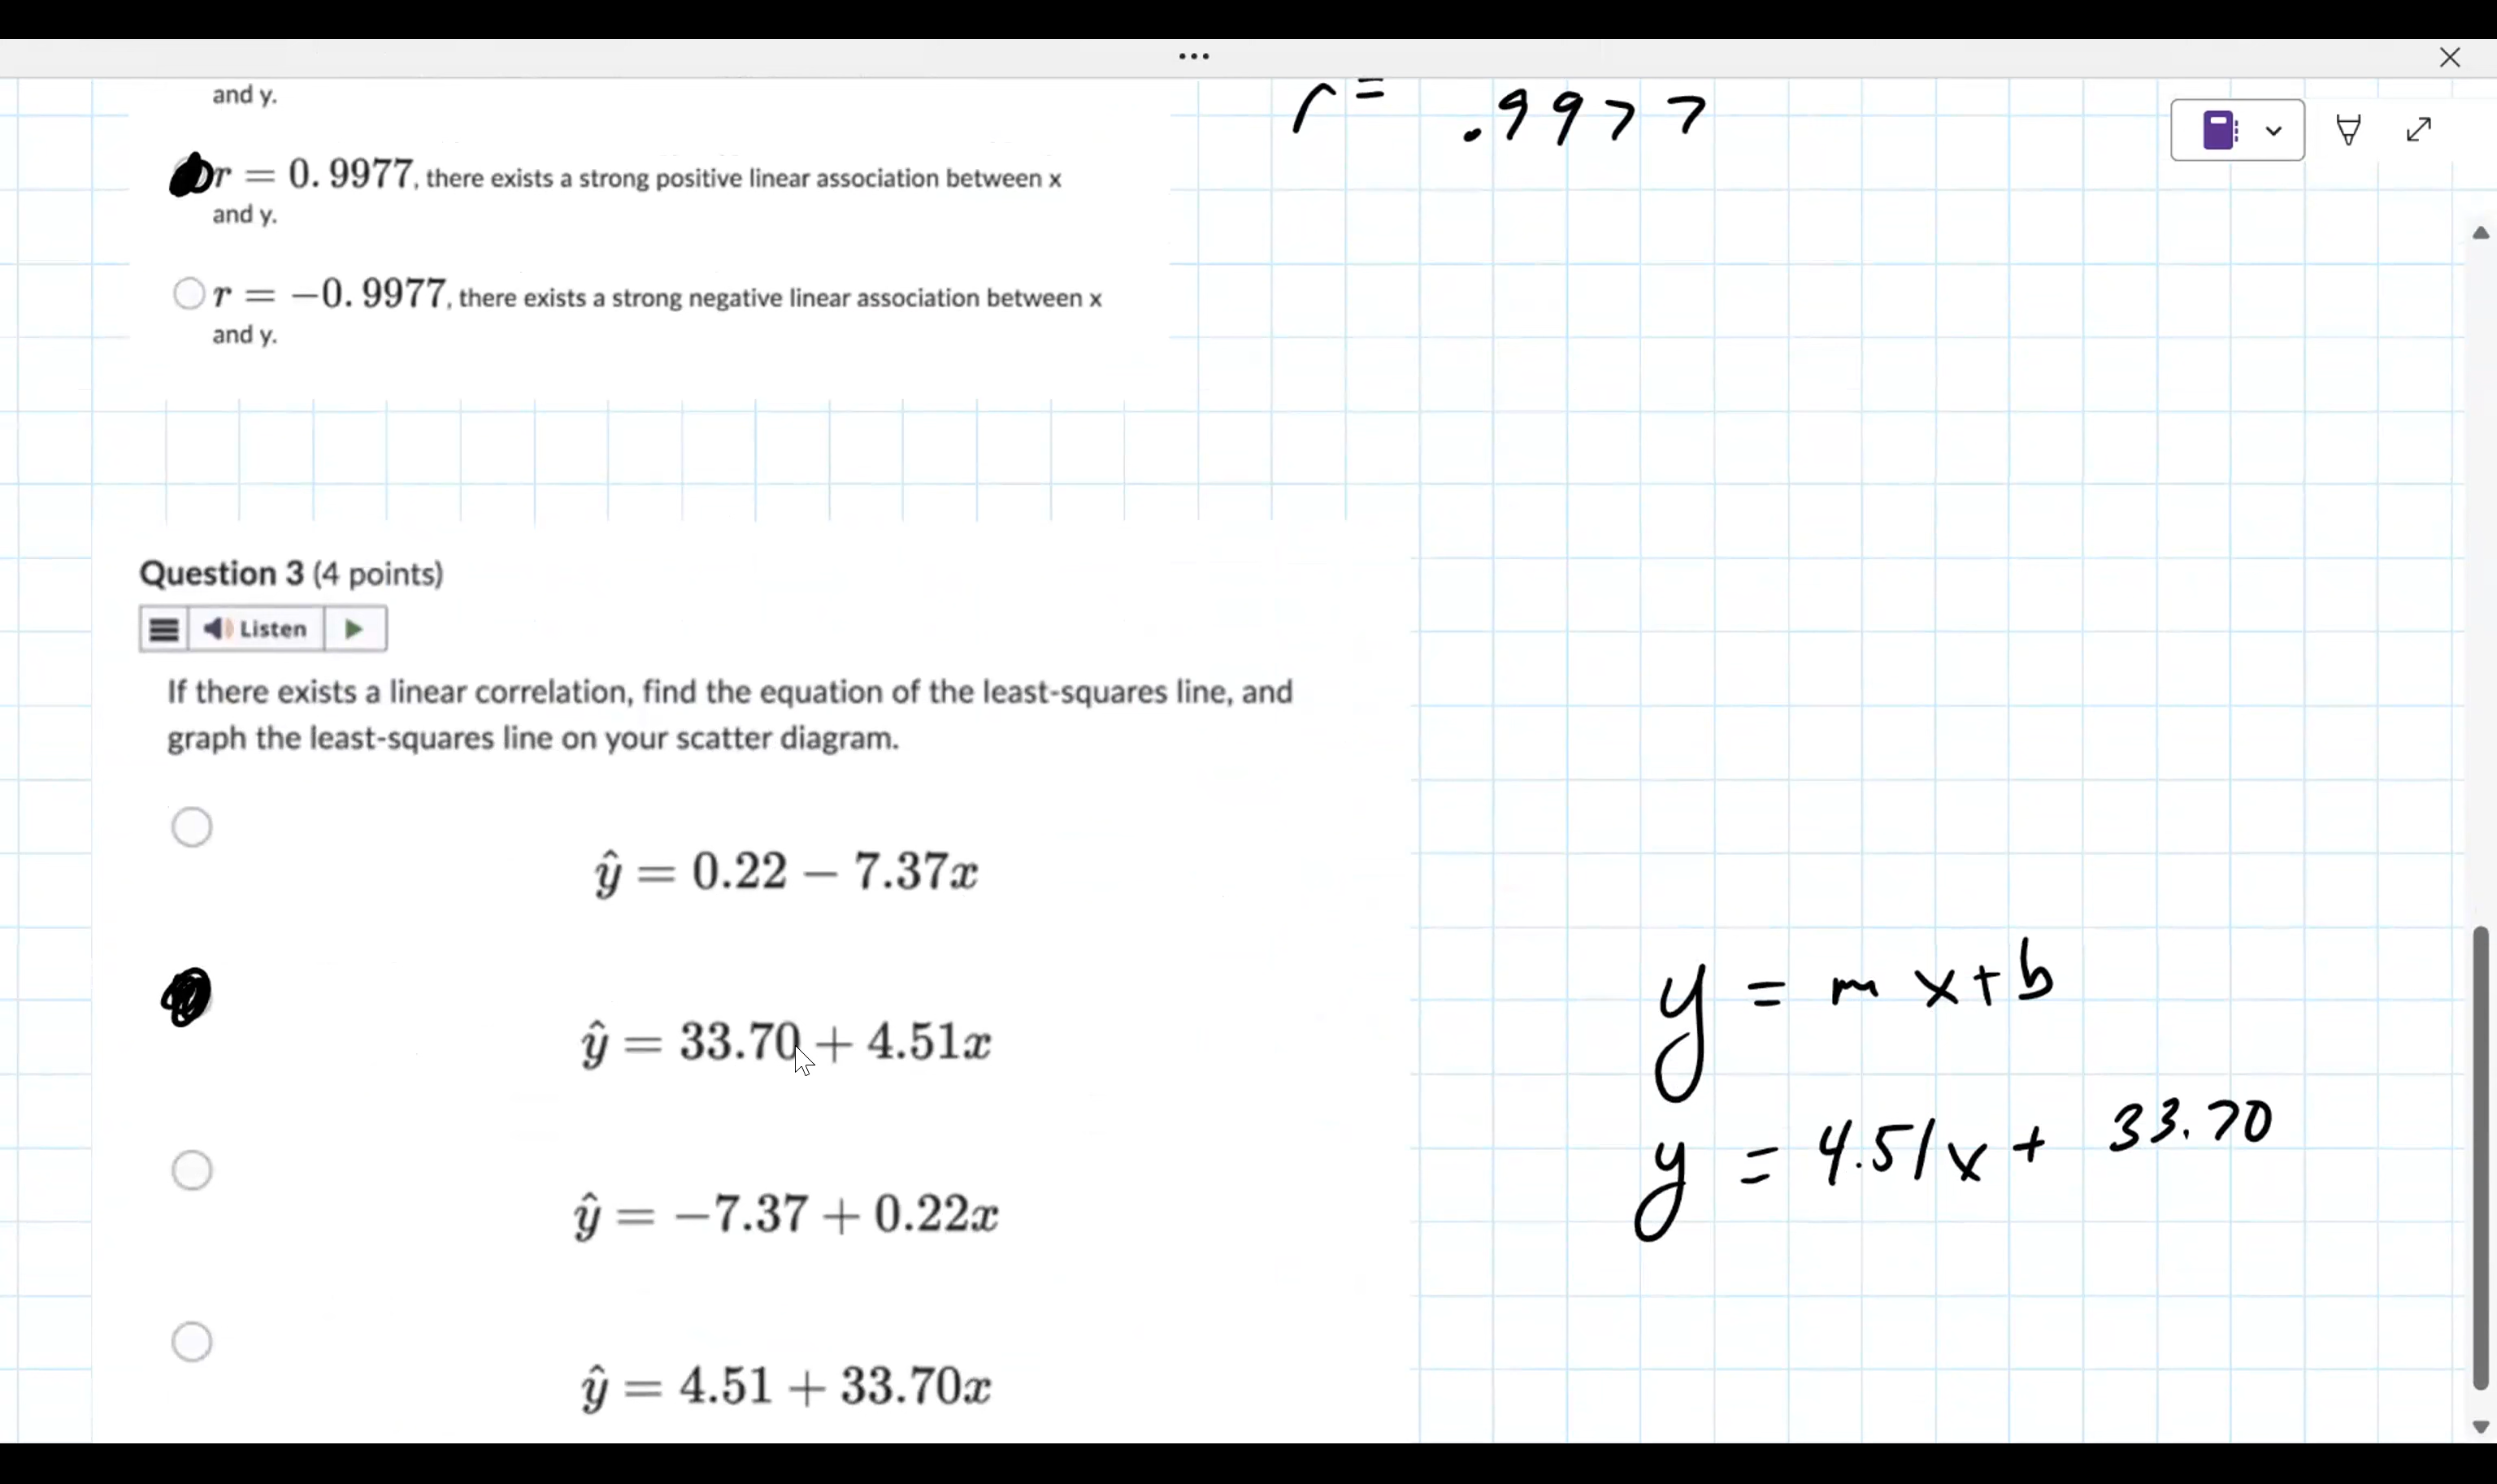 and y.
r = .9977
r = 0.9977, there exists a strong positive linear association between x
and y.
r = −0.9977, there exists a strong negative linear association between x
and y.
Question 3 (4 points)
Listen
If there exists a linear correlation, find the equation of the least-squares line, and
graph the least-squares line on your scatter diagram.
ŷ = 0.22 − 7.37x
ŷ = 33.70 + 4.51x
ŷ = −7.37 + 0.22x
ŷ = 4.51 + 33.70x
y = mx+b
y = 4.51x + 33.70